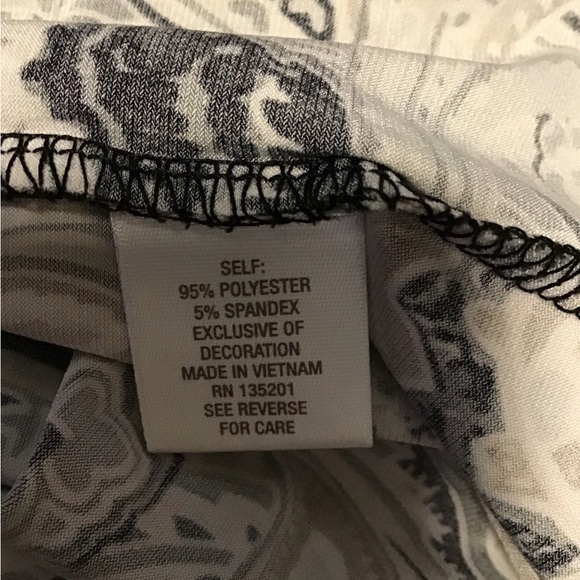 SELF:
95% POLYESTER
5% SPANDEX
EXCLUSIVE OF
DECORATION
MADE IN VIETNAM
RN 135201
SEE REVERSE
FOR CARE